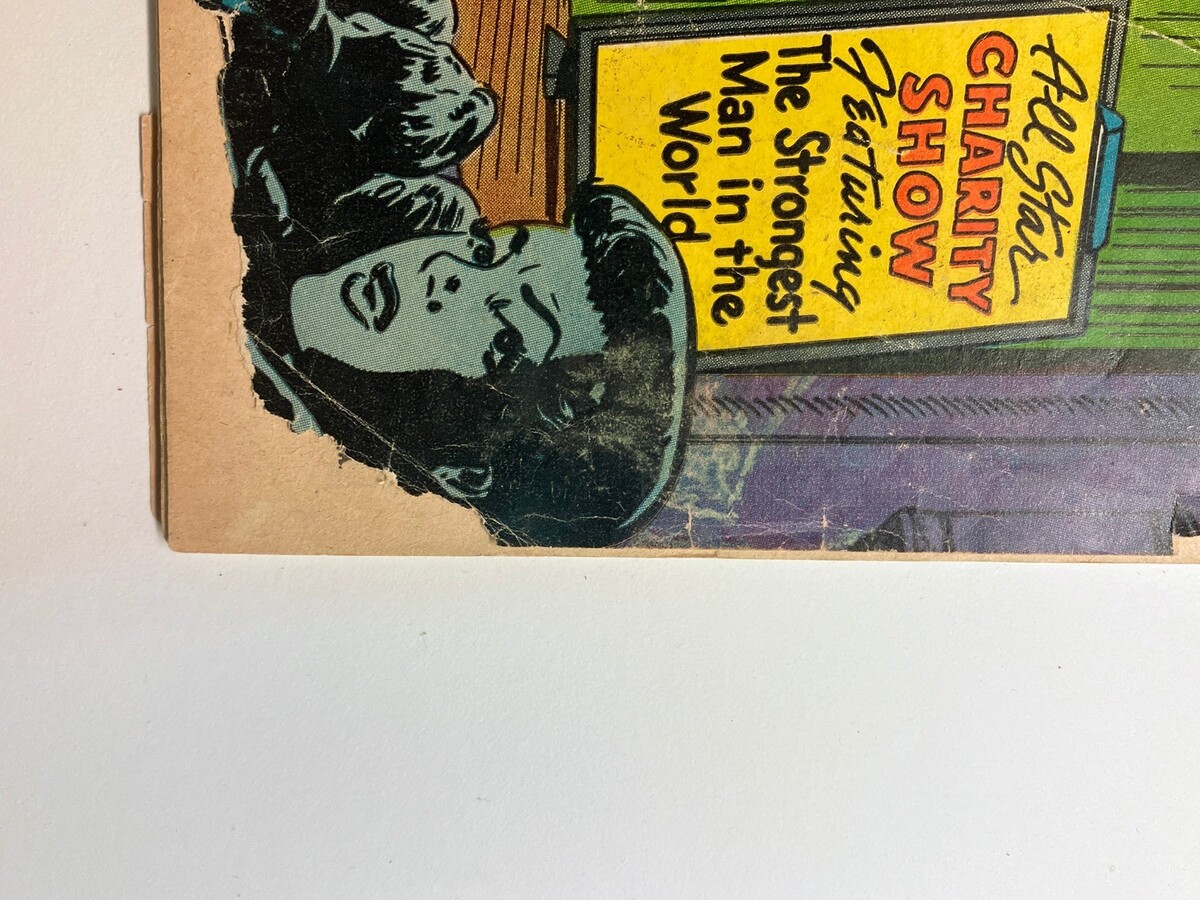 All Star
CHARITY
SHOW
Featuring
The Strongest
Man in the
World